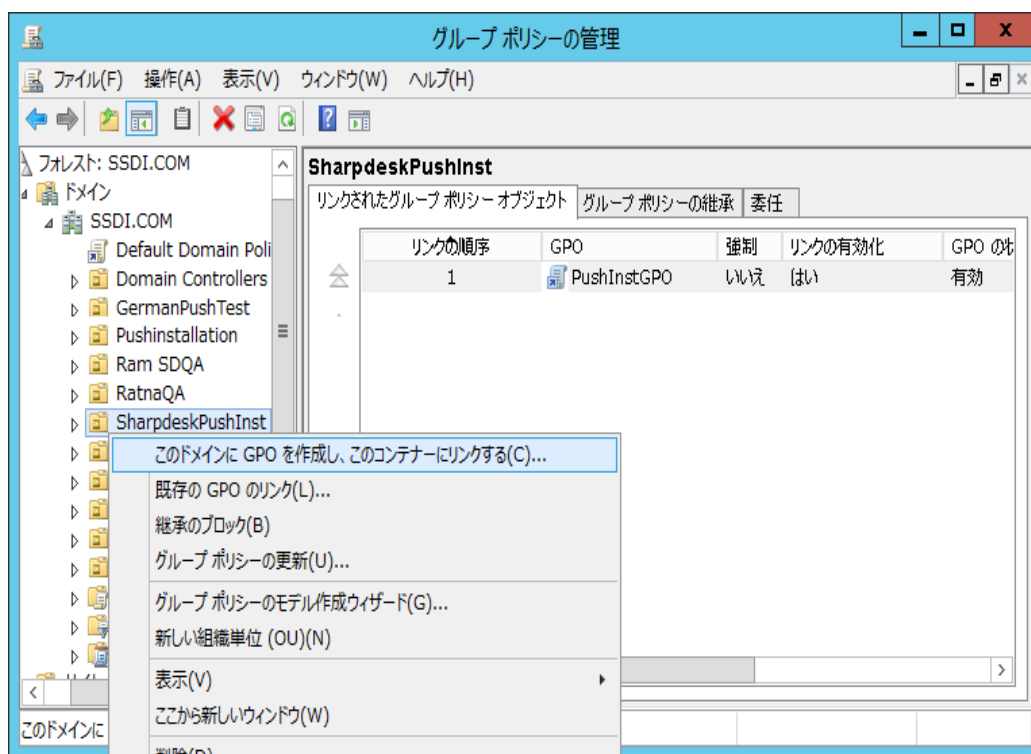 グループ ポリシーの管理
ファイル(F) 操作(A) 表示(V) ウィンドウ(W) ヘルプ(H)
フォレスト: SSDI.COM
ドメイン
SSDI.COM
Default Domain Poli
Domain Controllers
GermanPushTest
Pushinstallation
Ram SDQA
RatnaQA
SharpdeskPushInst
SharpdeskPushInst
リンクされたグループ ポリシー オブジェクト グループ ポリシーの継承 委任
リンクの順序 GPO 強制 リンクの有効化 GPO の状
1 PushInstGPO いいえ はい 有効
このドメインに GPO を作成し、このコンテナーにリンクする(C)...
既存の GPO のリンク(L)...
継承のブロック(B)
グループ ポリシーの更新(U)...
グループ ポリシーのモデル作成ウィザード(G)...
新しい組織単位 (OU)(N)
表示(V)
ここから新しいウィンドウ(W)
このドメインに